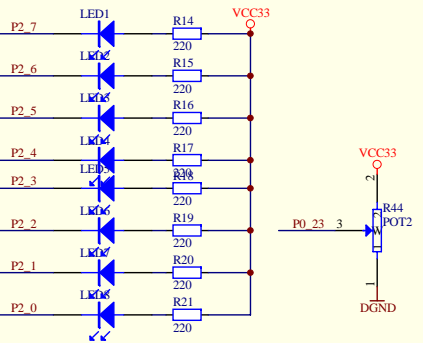 LED1
R14
VCC33
P2_7
220
LED2
R15
P2_6
220
LED3
R16
P2_5
220
LED4
R17
P2_4
220
LED5
R18
P2_3
VCC33
2
LED6
R19
R44
POT2
P2_2
220
P0_23
3
2
W
1
LED7
R20
P2_1
220
1
LED8
R21
DGND
P2_0
220